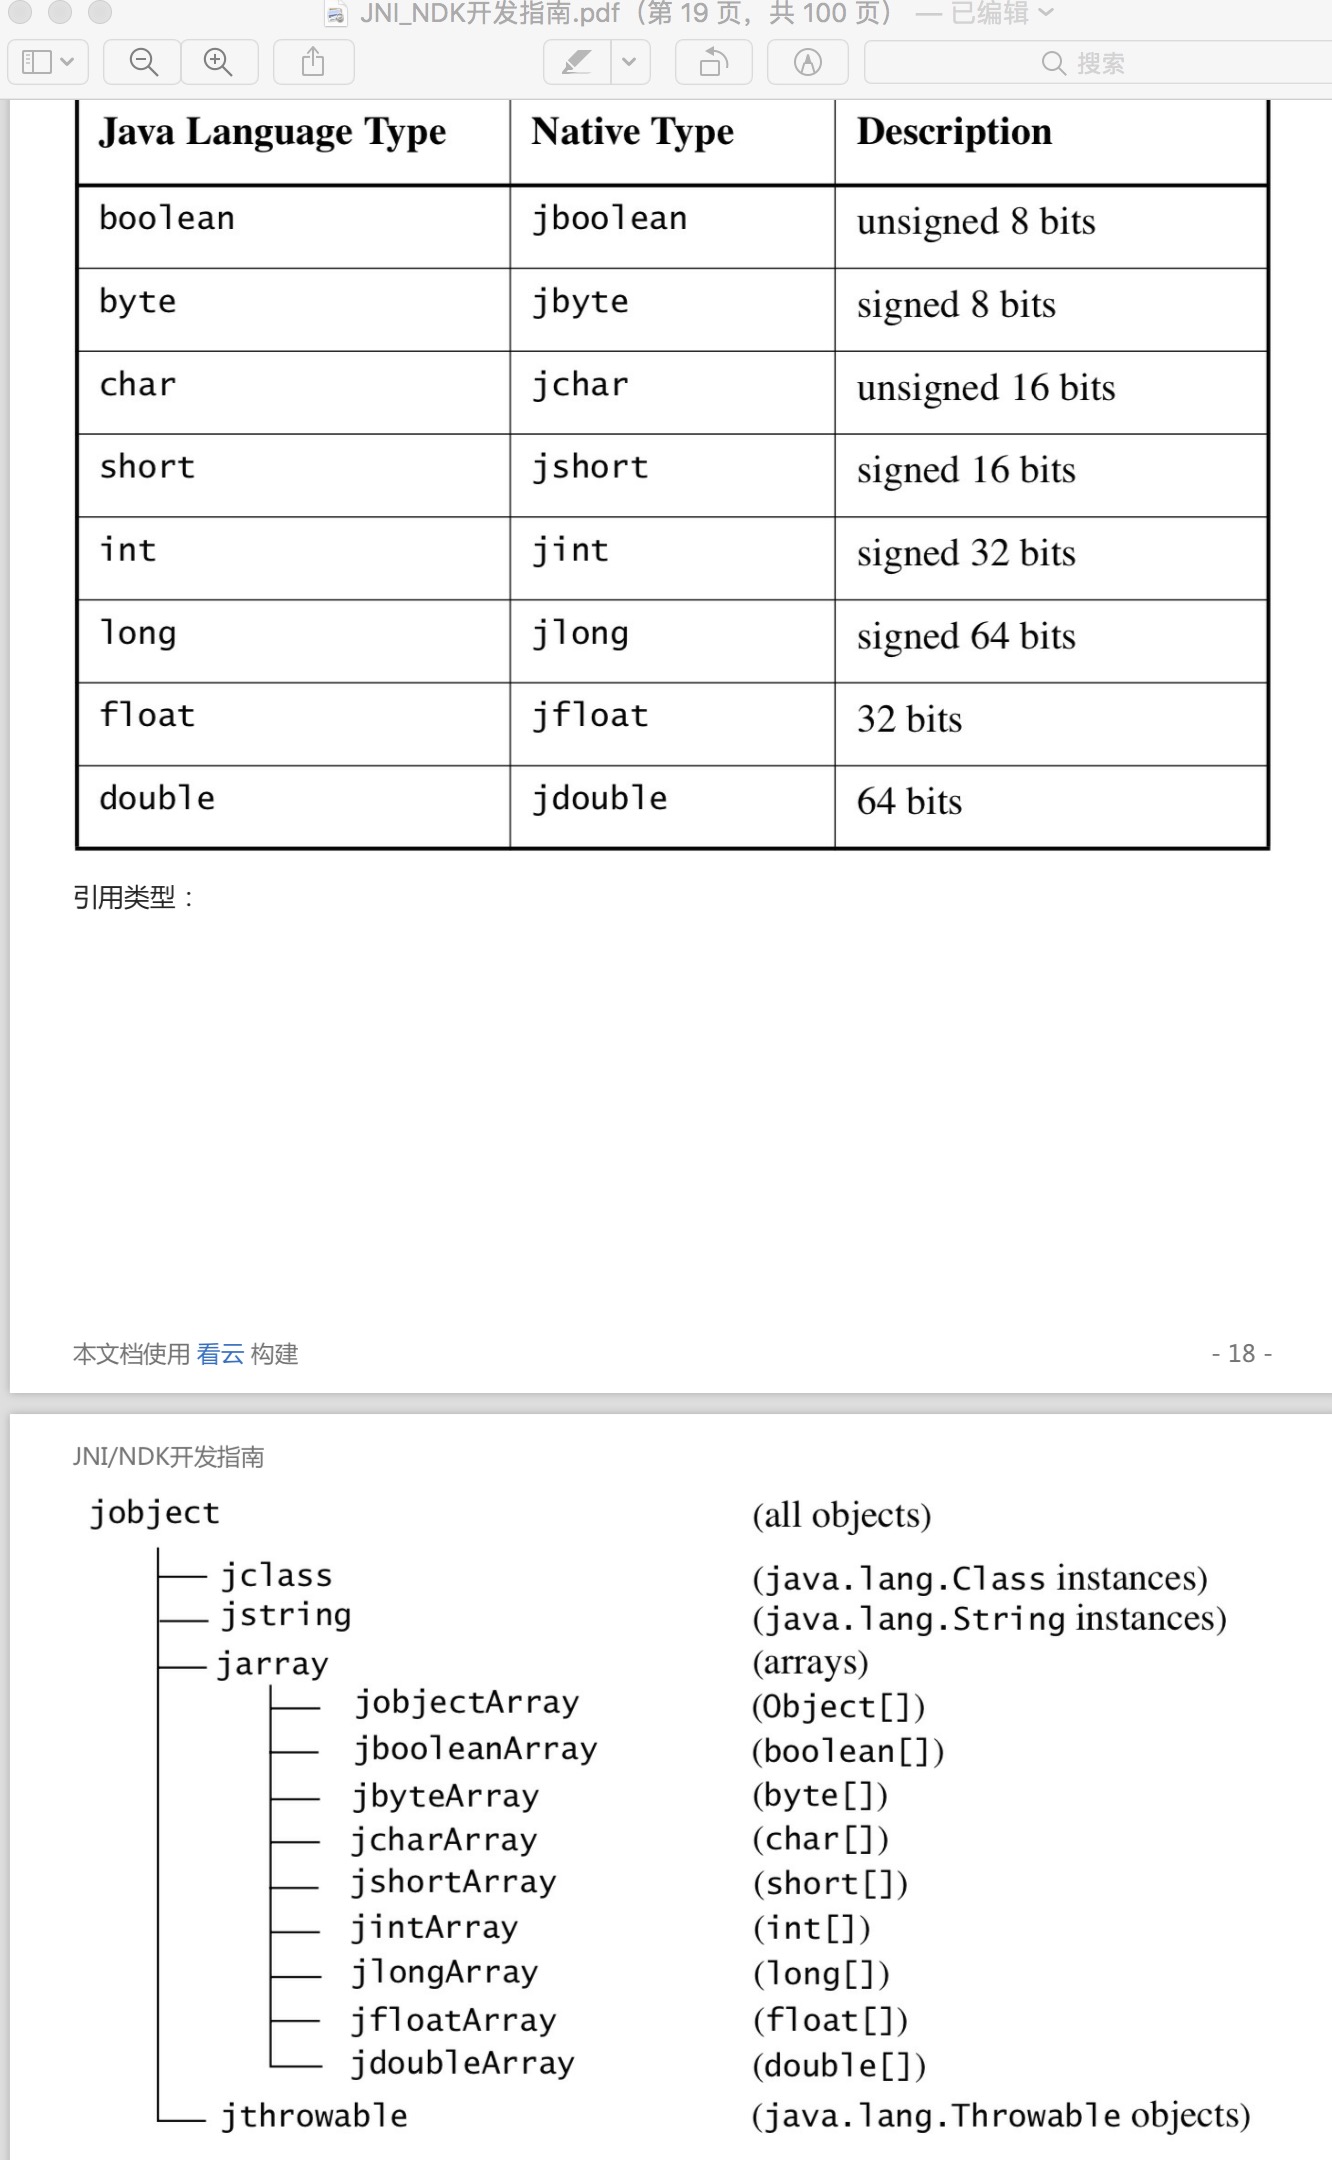 JNI_NDK开发指南.pdf（第 19 页，共 100 页） — 已编辑
搜索
Java Language Type Native Type Description
boolean jboolean unsigned 8 bits
byte jbyte signed 8 bits
char jchar unsigned 16 bits
short jshort signed 16 bits
int jint signed 32 bits
long jlong signed 64 bits
float jfloat 32 bits
double jdouble 64 bits
引用类型：
本文档使用 看云 构建 - 18 -
JNI/NDK开发指南
jobject (all objects)
jclass (java.lang.Class instances)
jstring (java.lang.String instances)
jarray (arrays)
jobjectArray (Object[])
jbooleanArray (boolean[])
jbyteArray (byte[])
jcharArray (char[])
jshortArray (short[])
jintArray (int[])
jlongArray (long[])
jfloatArray (float[])
jdoubleArray (double[])
jthrowable (java.lang.Throwable objects)